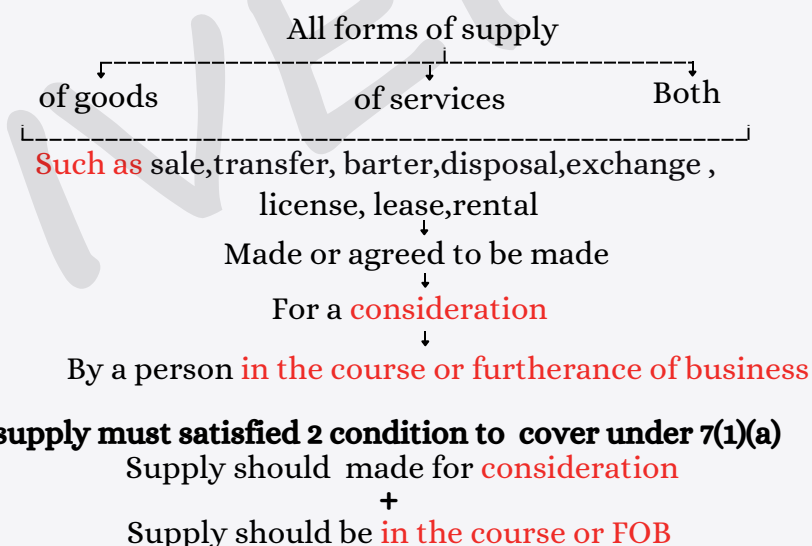 All forms of supply
of goods of services Both
Such as sale,transfer, barter,disposal,exchange ,
license, lease,rental
Made or agreed to be made
For a consideration
By a person in the course or furtherance of business
supply must satisfied 2 condition to cover under 7(1)(a)
Supply should made for consideration
+
Supply should be in the course or FOB